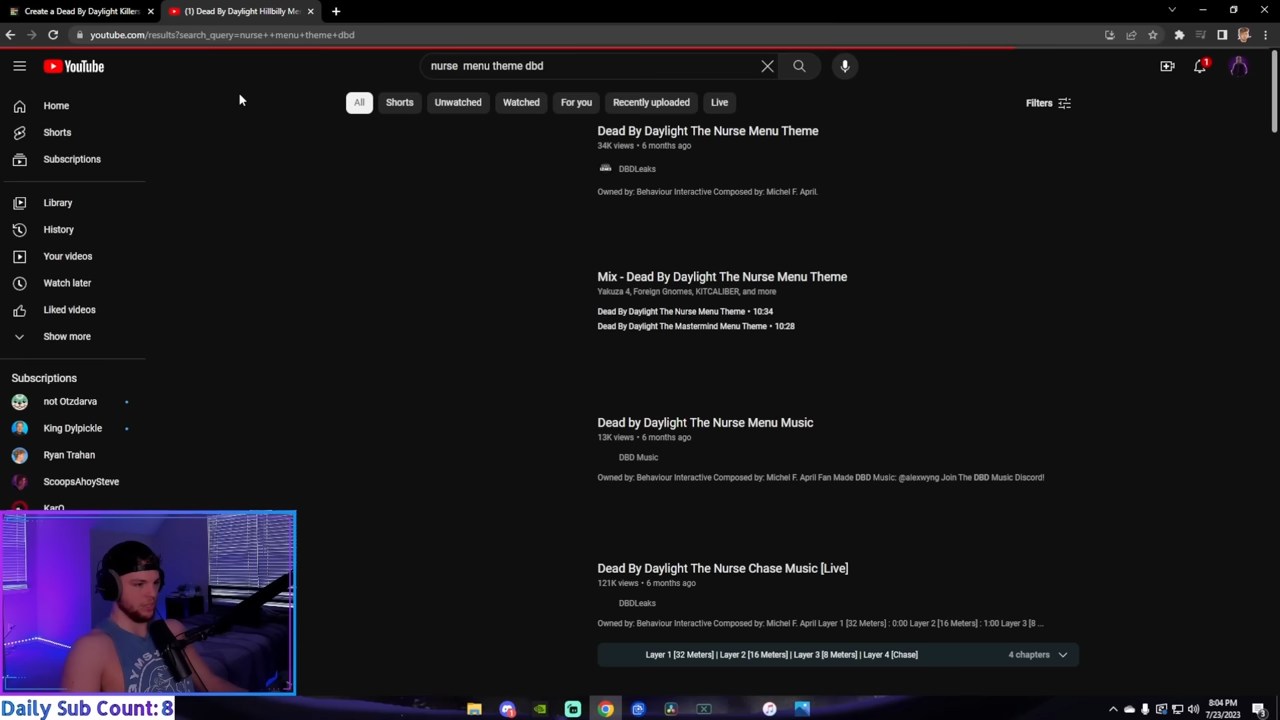 Create a Dead By Daylight Killers
(1) Dead By Daylight Hillbilly Me
youtube.com/results?search_query=nurse++menu+theme+dbd
YouTube
nurse  menu theme dbd
1
Home
Shorts
Subscriptions
Library
History
Your videos
Watch later
Liked videos
Show more
Subscriptions
not Otzdarva
King Dylpickle
Ryan Trahan
ScoopsAhoySteve
KarQ
All
Shorts
Unwatched
Watched
For you
Recently uploaded
Live
Filters
Dead By Daylight The Nurse Menu Theme
34K views • 6 months ago
DBDLeaks
Owned by: Behaviour Interactive Composed by: Michel F. April.
Mix - Dead By Daylight The Nurse Menu Theme
Yakuza 4, Foreign Gnomes, KITCALIBER, and more
Dead By Daylight The Nurse Menu Theme • 10:34
Dead By Daylight The Mastermind Menu Theme • 10:28
Dead by Daylight The Nurse Menu Music
13K views • 6 months ago
DBD Music
Owned by: Behaviour Interactive Composed by: Michel F. April Fan Made DBD Music: @alexwyng Join The DBD Music Discord!
Dead By Daylight The Nurse Chase Music [Live]
121K views • 6 months ago
DBDLeaks
Owned by: Behaviour Interactive Composed by: Michel F. April Layer 1 [32 Meters] : 0:00 Layer 2 [16 Meters] : 1:00 Layer 3 [8 ...
Layer 1 [32 Meters] | Layer 2 [16 Meters] | Layer 3 [8 Meters] | Layer 4 [Chase]
4 chapters
Daily Sub Count: 8
8:04 PM
7/23/2023